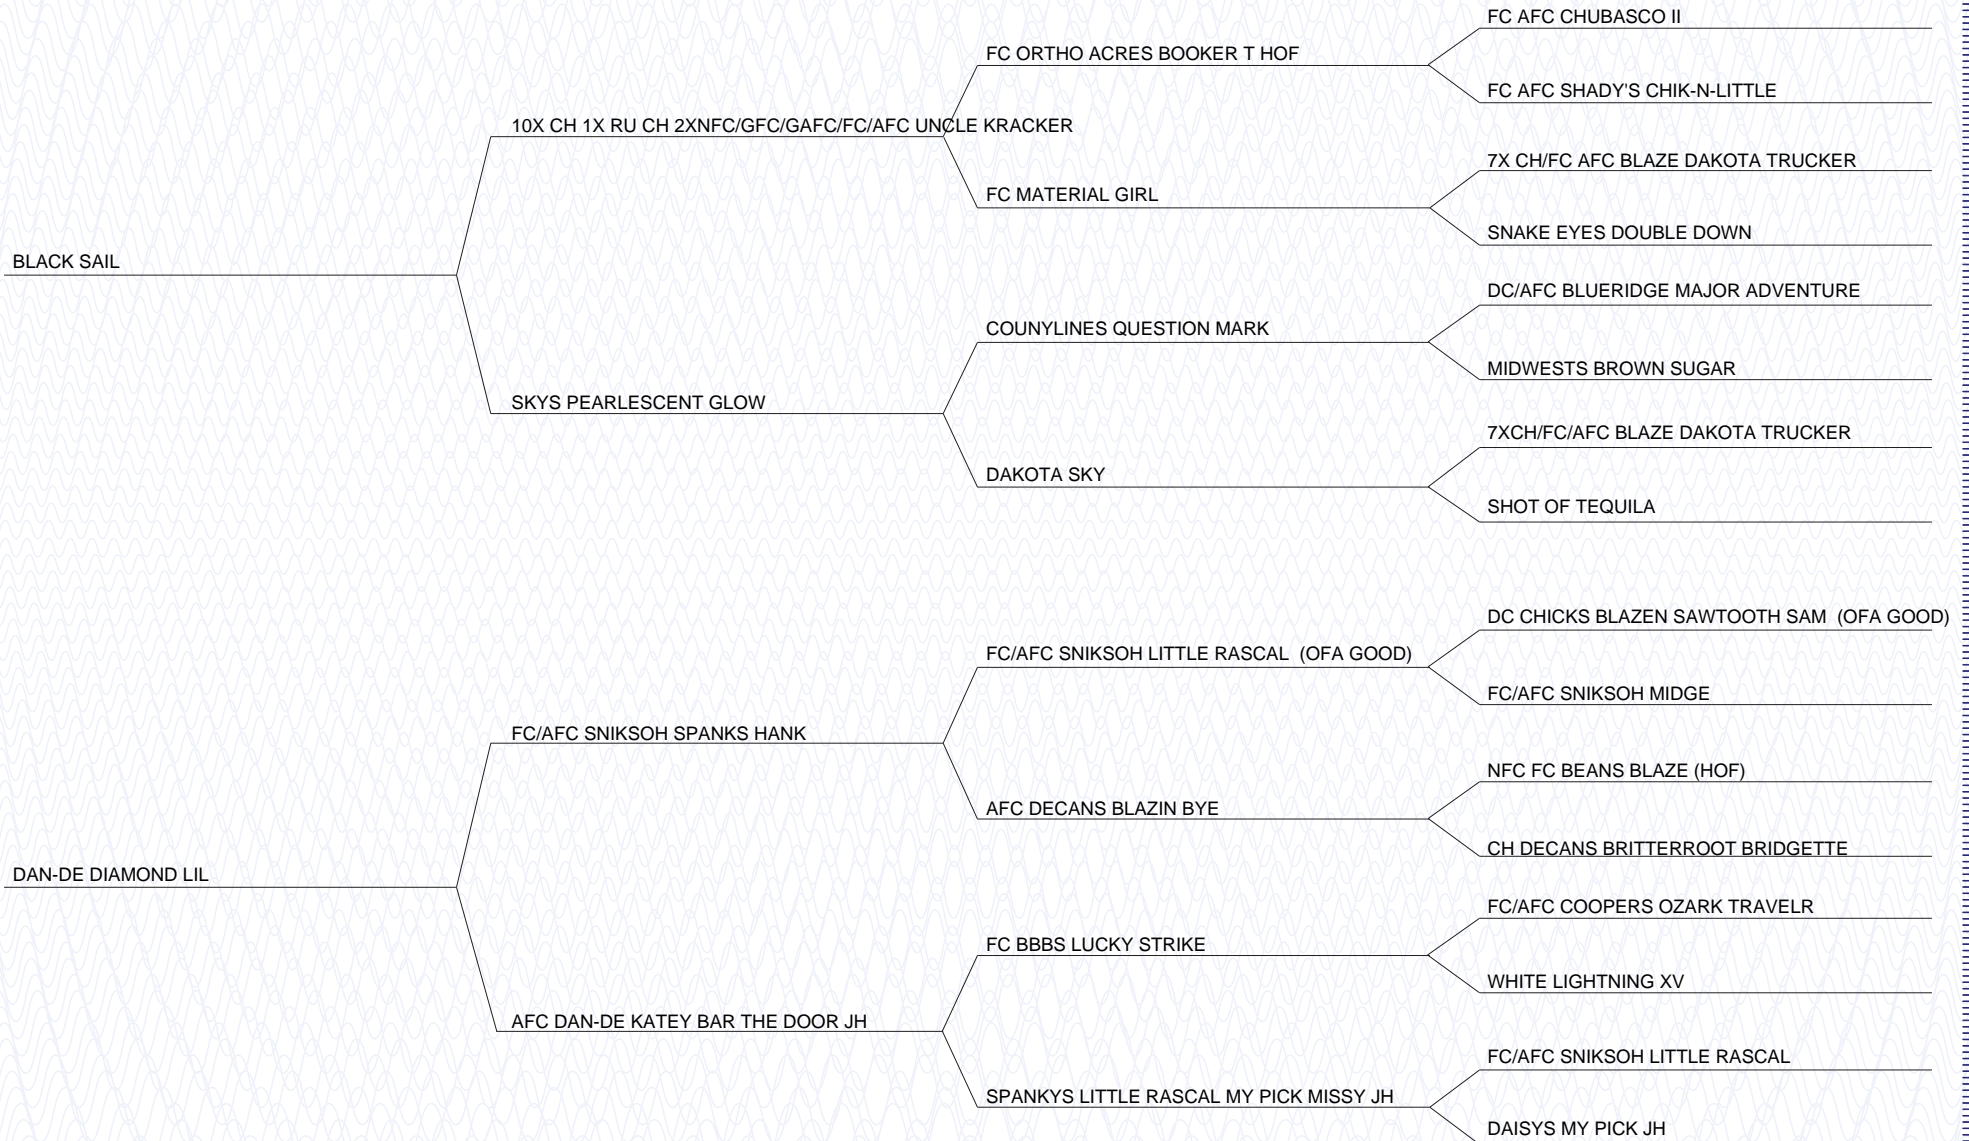 FC AFC CHUBASCO II
FC ORTHO ACRES BOOKER T HOF
FC AFC SHADY'S CHIK-N-LITTLE
10X CH 1X RU CH 2XNFC/GFC/GAFC/FC/AFC UNCLE KRACKER
7X CH/FC AFC BLAZE DAKOTA TRUCKER
FC MATERIAL GIRL
SNAKE EYES DOUBLE DOWN
BLACK SAIL
DC/AFC BLUERIDGE MAJOR ADVENTURE
COUNYLINES QUESTION MARK
MIDWESTS BROWN SUGAR
SKYS PEARLESCENT GLOW
7XCH/FC/AFC BLAZE DAKOTA TRUCKER
DAKOTA SKY
SHOT OF TEQUILA
DC CHICKS BLAZEN SAWTOOTH SAM (OFA GOOD)
FC/AFC SNIKSOH LITTLE RASCAL (OFA GOOD)
FC/AFC SNIKSOH MIDGE
FC/AFC SNIKSOH SPANKS HANK
NFC FC BEANS BLAZE (HOF)
AFC DECANS BLAZIN BYE
CH DECANS BRITTERROOT BRIDGETTE
DAN-DE DIAMOND LIL
FC/AFC COOPERS OZARK TRAVELR
FC BBBS LUCKY STRIKE
WHITE LIGHTNING XV
AFC DAN-DE KATEY BAR THE DOOR JH
FC/AFC SNIKSOH LITTLE RASCAL
SPANKYS LITTLE RASCAL MY PICK MISSY JH
DAISYS MY PICK JH